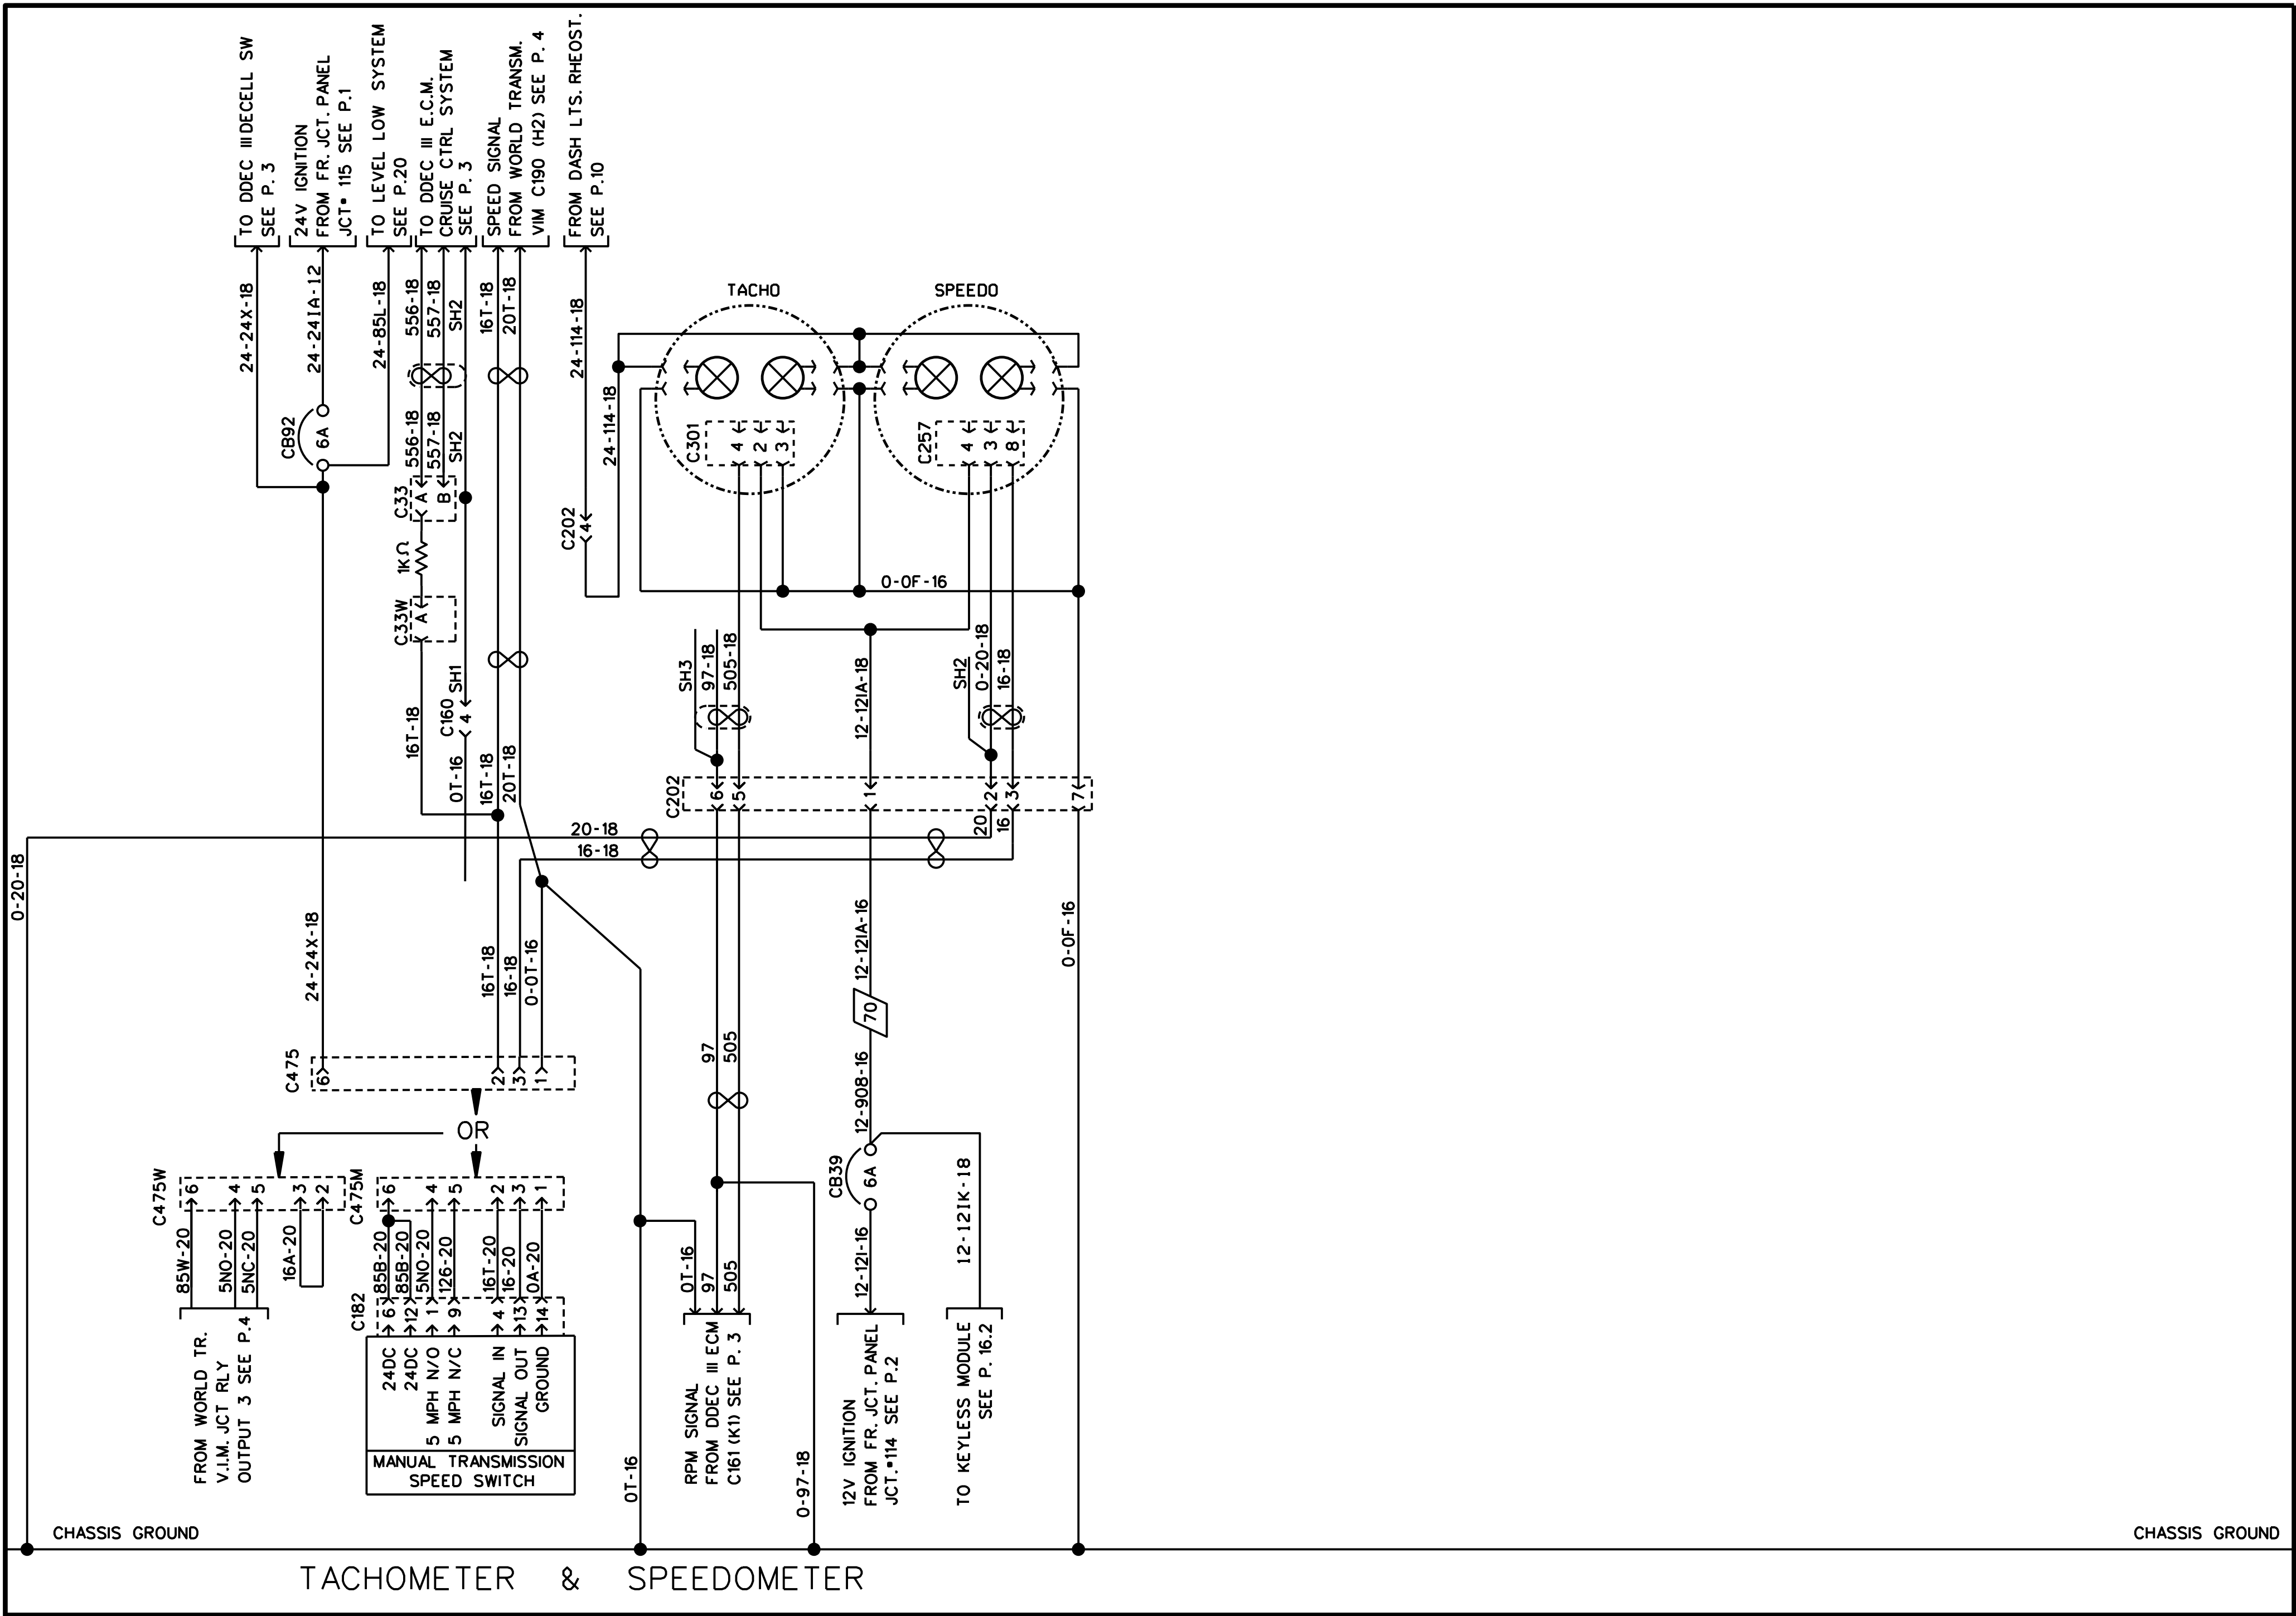 TO DDEC III DECELL SW
SEE P. 3
24V IGNITION
FROM FR. JCT. PANEL
JCT# 115 SEE P.1
TO LEVEL LOW SYSTEM
SEE P.20
TO DDEC III E.C.M.
CRUISE CTRL SYSTEM
SEE P. 3
SPEED SIGNAL
FROM WORLD TRANSM.
VIM C190 (H2) SEE P. 4
FROM DASH LTS. RHEOST.
SEE P.10
24-24X-18
24-24IA-12
24-85L-18
556-18
557-18
SH2
16T-18
20T-18
24-114-18
TACHO
SPEEDO
24-114-18
CB92
6A
556-18
557-18
SH2
C301
4
2
3
C257
4
3
8
C33
A
B
C202
4
1KΩ
C33W
A
0-0F-16
SH1
C160
4
16T-18
0T-16
16T-18
20T-18
SH3
97-18
505-18
12-12IA-18
SH2
0-20-18
16-18
C202
6
5
1
2
3
7
20-18
16-18
20
16
0-20-18
24-24X-18
16T-18
16-18
0-0T-16
12-12IA-16
0-0F-16
70
97
505
12-908-16
C475
6
2
3
1
OR
C475W
6
4
5
3
2
C475M
6
4
5
2
3
1
CB39
6A
12-12IK-18
85W-20
5NO-20
5NC-20
16A-20
85B-20
85B-20
5NO-20
126-20
16T-20
16-20
0A-20
0T-16
97
505
12-12I-16
C182
6
12
1
9
4
13
14
24DC
24DC
5 MPH N/O
5 MPH N/C
SIGNAL IN
SIGNAL OUT
GROUND
MANUAL TRANSMISSION
SPEED SWITCH
FROM WORLD TR.
V.I.M. JCT RLY
OUTPUT 3 SEE P.4
0T-16
RPM SIGNAL
FROM DDEC III ECM
C161 (K1) SEE P. 3
0-97-18
12V IGNITION
FROM FR. JCT. PANEL
JCT.#114 SEE P.2
TO KEYLESS MODULE
SEE P. 16.2
CHASSIS GROUND
CHASSIS GROUND
TACHOMETER & SPEEDOMETER